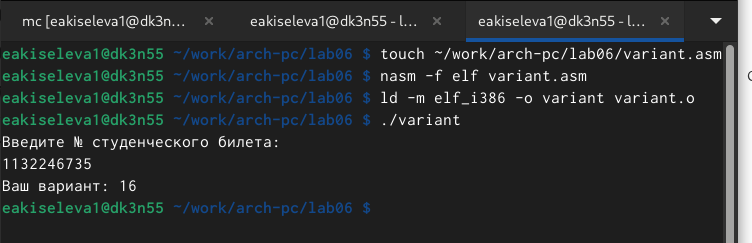 mc [eakiseleva1@dk3n... × eakiseleva1@dk3n55 - l... × eakiseleva1@dk3n55 - l... ×
eakiseleva1@dk3n55 ~/work/arch-pc/lab06 $ touch ~/work/arch-pc/lab06/variant.asm
eakiseleva1@dk3n55 ~/work/arch-pc/lab06 $ nasm -f elf variant.asm
eakiseleva1@dk3n55 ~/work/arch-pc/lab06 $ ld -m elf_i386 -o variant variant.o
eakiseleva1@dk3n55 ~/work/arch-pc/lab06 $ ./variant
Введите № студенческого билета:
1132246735
Ваш вариант: 16
eakiseleva1@dk3n55 ~/work/arch-pc/lab06 $